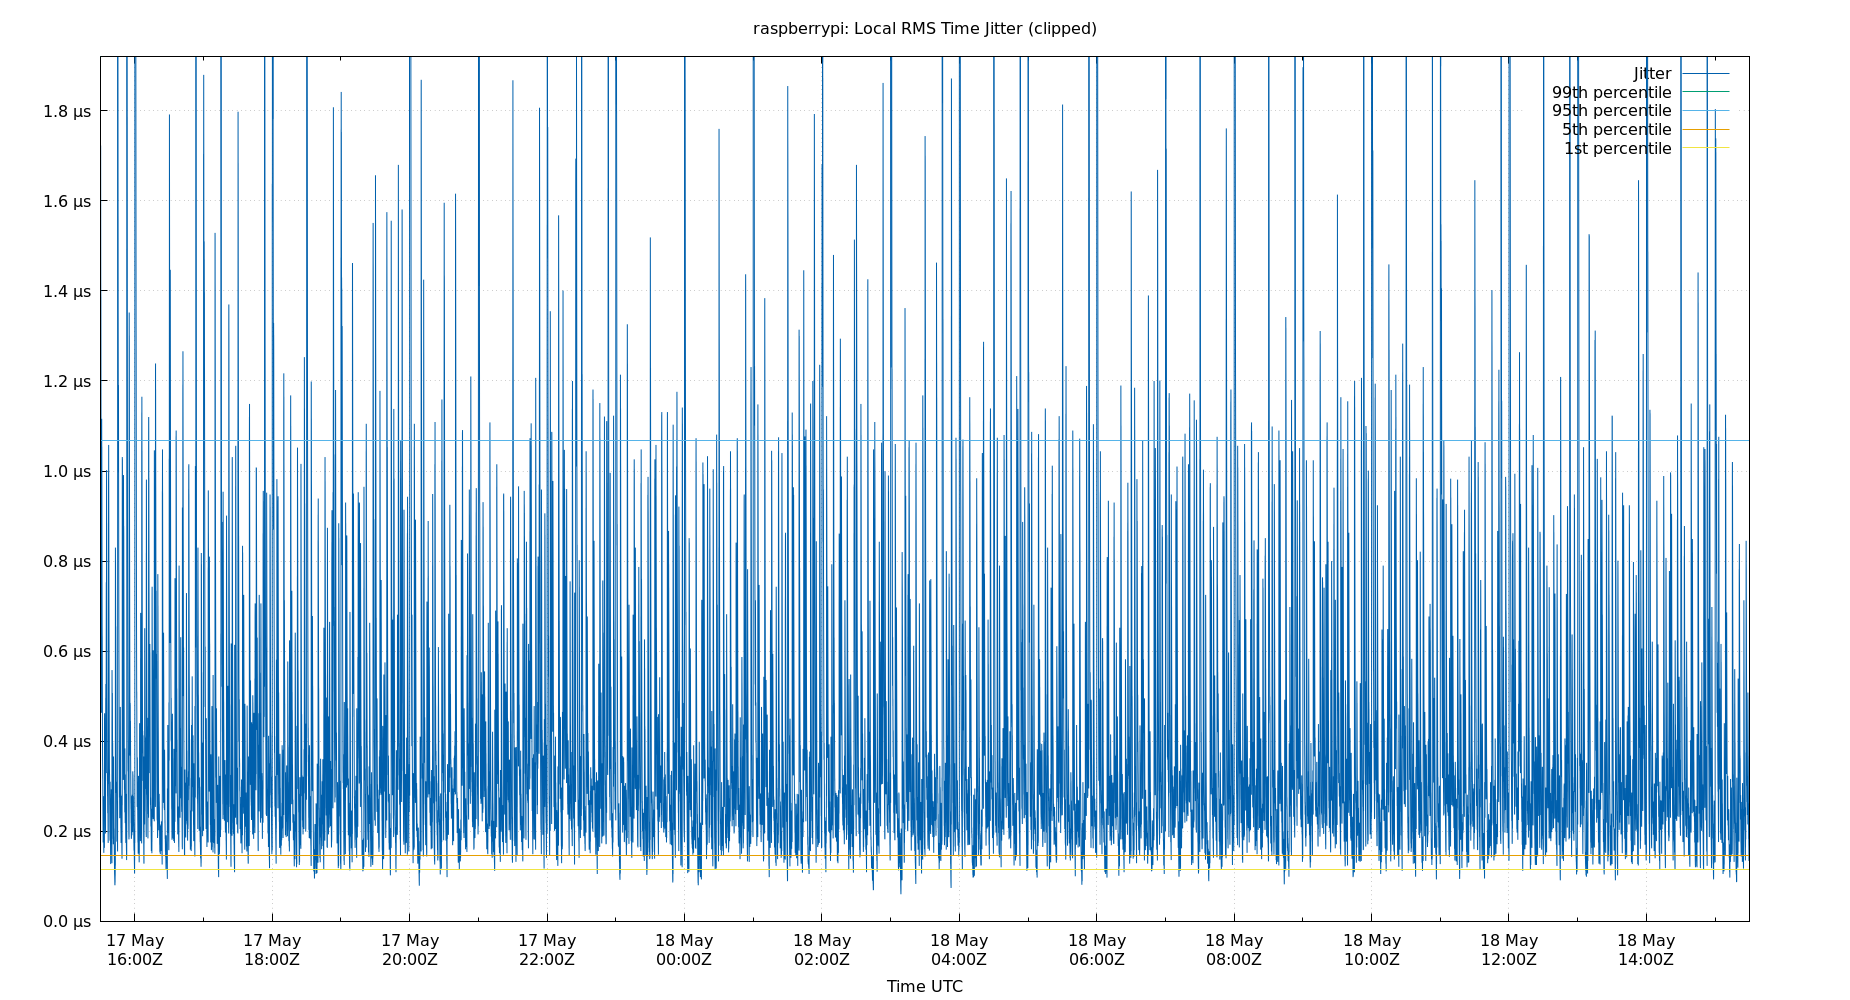 raspberrypi: Local RMS Time Jitter (clipped)
Jitter
99th percentile
95th percentile
5th percentile
1st percentile
1.8 µs
1.6 µs
1.4 µs
1.2 µs
1.0 µs
0.8 µs
0.6 µs
0.4 µs
0.2 µs
0.0 µs
17 May 17 May 17 May 17 May 18 May 18 May 18 May 18 May 18 May 18 May 18 May 18 May
16:00Z 18:00Z 20:00Z 22:00Z 00:00Z 02:00Z 04:00Z 06:00Z 08:00Z 10:00Z 12:00Z 14:00Z
Time UTC